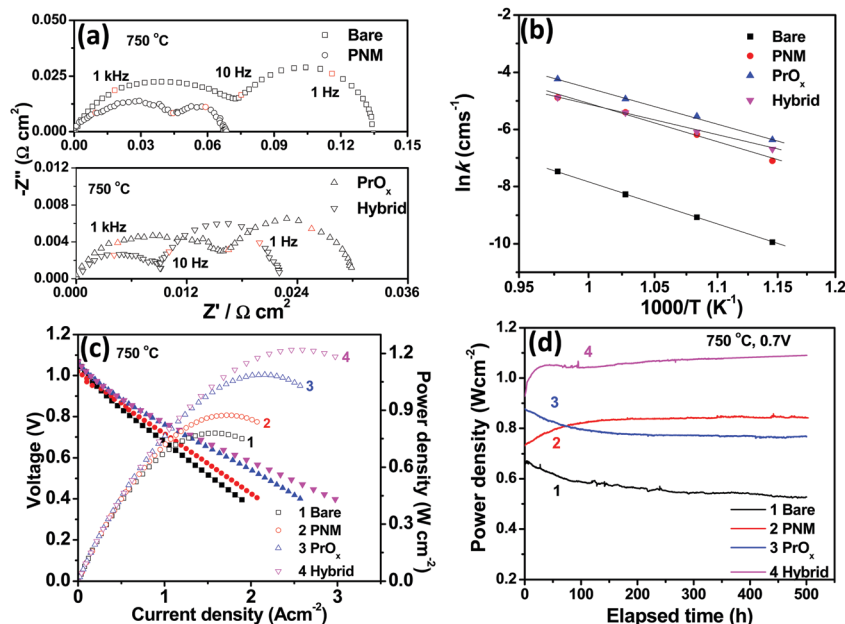 (a)
750 °C
Bare
PNM
1 kHz
10 Hz
1 Hz
0.050
0.025
0.000
0.00 0.03 0.06 0.09 0.12 0.15
-Z" (Ω cm²)
750 °C
PrOₓ
Hybrid
1 kHz
10 Hz
1 Hz
0.012
0.008
0.004
0.000
0.000 0.012 0.024 0.036
Z' / Ω cm²
(b)
Bare
PNM
PrOₓ
Hybrid
-2
-4
-6
-8
-10
lnk (cms⁻¹)
0.95 1 1.05 1.10 1.15 1.20
1000/T (K⁻¹)
(c)
750 °C
1.2
1.0
0.8
0.6
0.4
0.2
0.0
Voltage (V)
4
3
2
1
1 Bare
2 PNM
3 PrOₓ
4 Hybrid
1.2
0.9
0.6
0.3
0.0
Power density (W cm⁻²)
0 1 2 3
Current density (Acm⁻²)
(d)
750 °C, 0.7V
1.2
1.0
0.8
0.6
0.4
0.2
Power density (Wcm⁻²)
4
3
2
1
1 Bare
2 PNM
3 PrOₓ
4 Hybrid
0 100 200 300 400 500
Elapsed time (h)